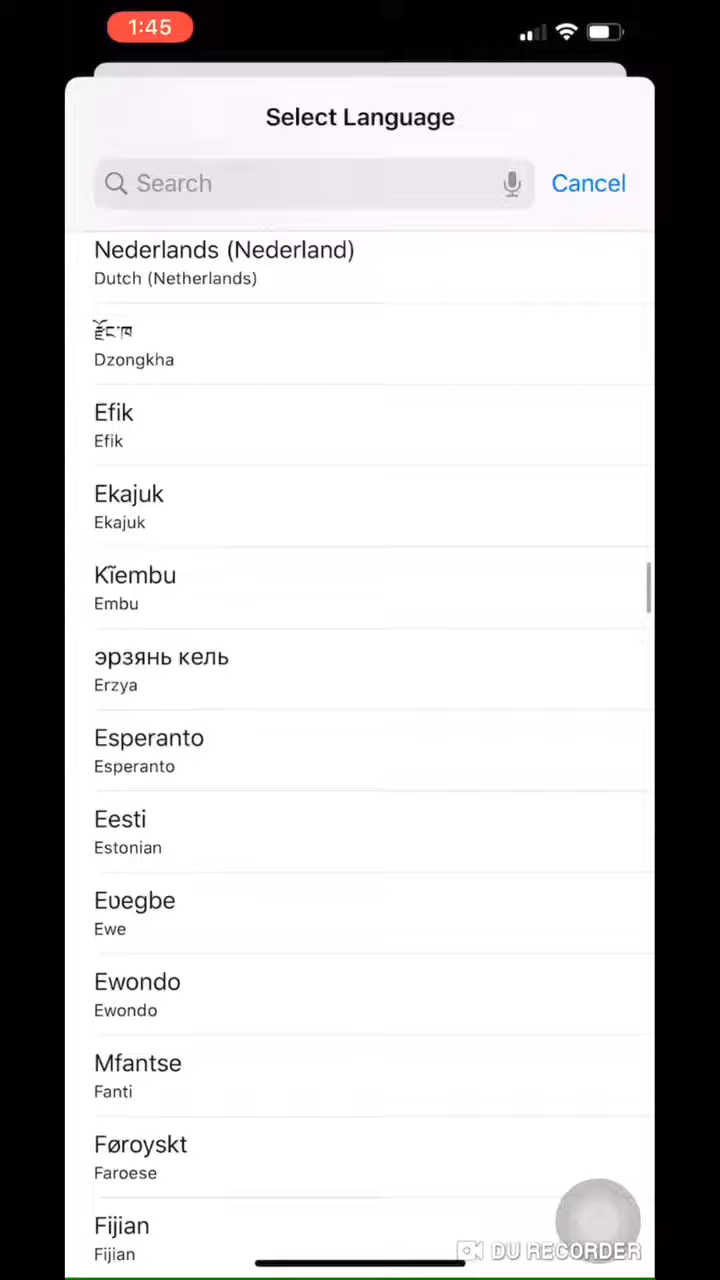 1:45
Select Language
Search
Cancel
Nederlands (Nederland)
Dutch (Netherlands)
རྫོང་ཁ
Dzongkha
Efik
Efik
Ekajuk
Ekajuk
Kĩembu
Embu
эрзянь кель
Erzya
Esperanto
Esperanto
Eesti
Estonian
Eʋegbe
Ewe
Ewondo
Ewondo
Mfantse
Fanti
Føroyskt
Faroese
Fijian
Fijian
DU RECORDER